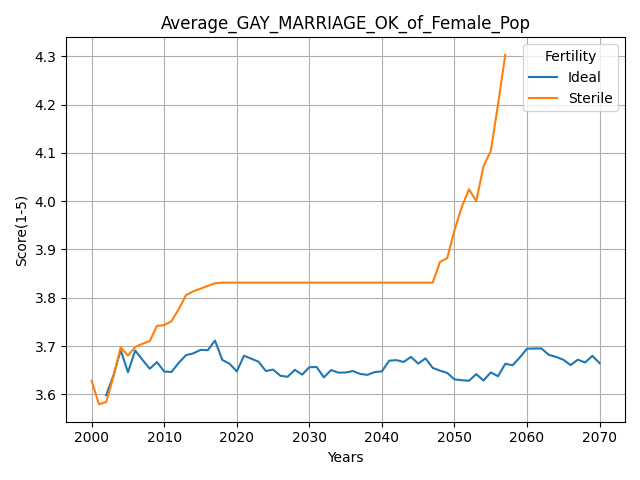 Average_GAY_MARRIAGE_OK_of_Female_Pop
Fertility
Ideal
Sterile
Score(1-5)
4.3
4.2
4.1
4.0
3.9
3.8
3.7
3.6
2000 2010 2020 2030 2040 2050 2060 2070
Years